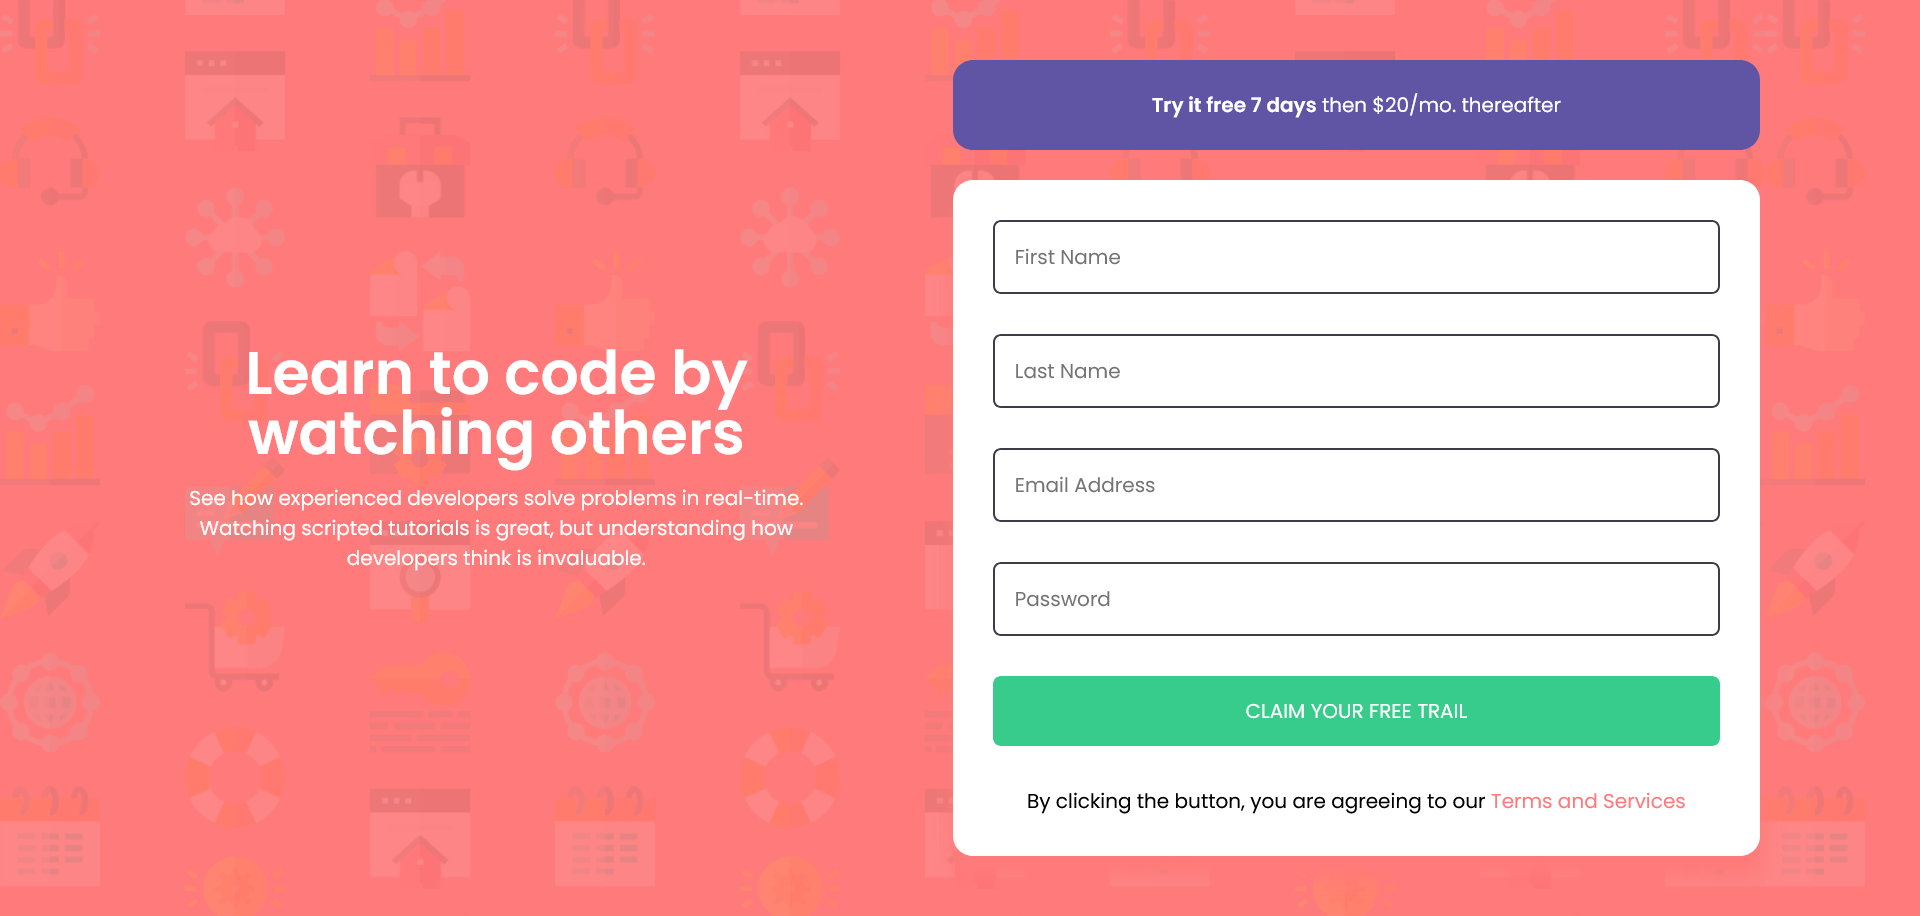 Learn to code by
watching others
See how experienced developers solve problems in real-time.
Watching scripted tutorials is great, but understanding how
developers think is invaluable.
Try it free 7 days then $20/mo. thereafter
First Name
Last Name
Email Address
Password
CLAIM YOUR FREE TRAIL
By clicking the button, you are agreeing to our Terms and Services